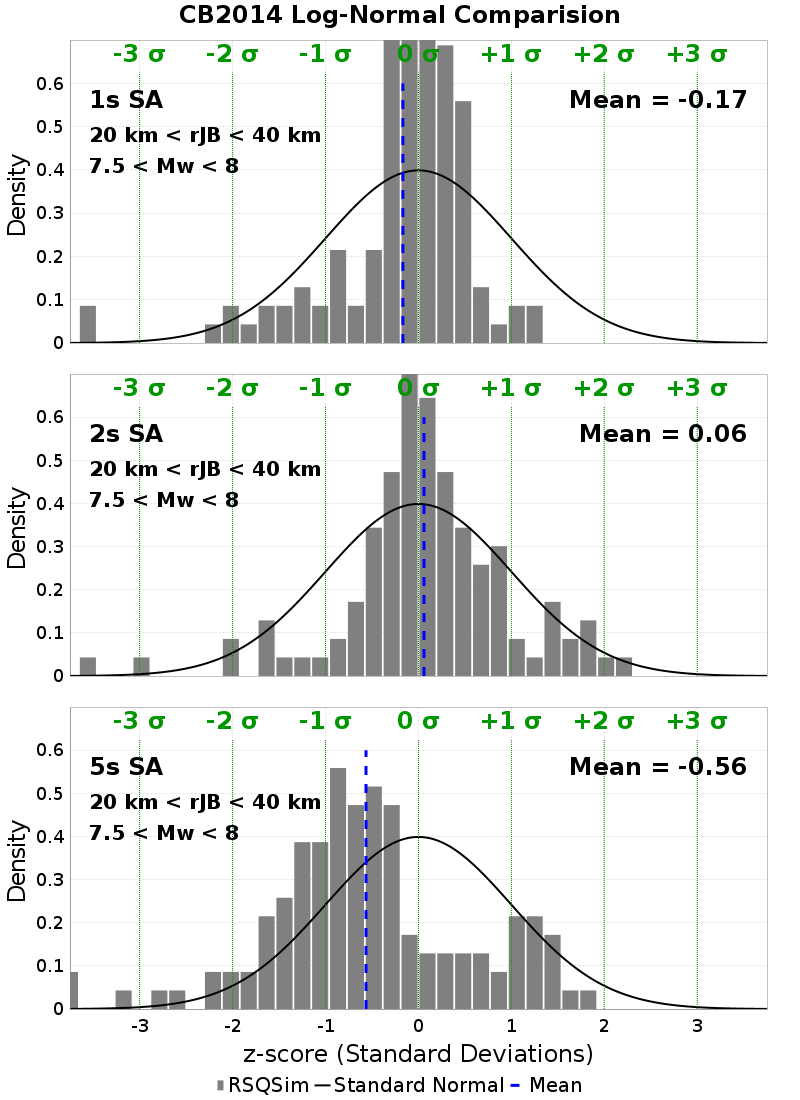 CB2014 Log-Normal Comparision
-3 σ -2 σ -1 σ 0 σ +1 σ +2 σ +3 σ
0.6
1s SA Mean = -0.17
0.5
20 km < rJB < 40 km
7.5 < Mw < 8
0.4
Density
0.3
0.2
0.1
0
-3 σ -2 σ -1 σ 0 σ +1 σ +2 σ +3 σ
0.6
2s SA Mean = 0.06
0.5
20 km < rJB < 40 km
7.5 < Mw < 8
0.4
Density
0.3
0.2
0.1
0
-3 σ -2 σ -1 σ 0 σ +1 σ +2 σ +3 σ
0.6
5s SA Mean = -0.56
0.5
20 km < rJB < 40 km
7.5 < Mw < 8
0.4
Density
0.3
0.2
0.1
0
-3 -2 -1 0 1 2 3
z-score (Standard Deviations)
RSQSim Standard Normal Mean